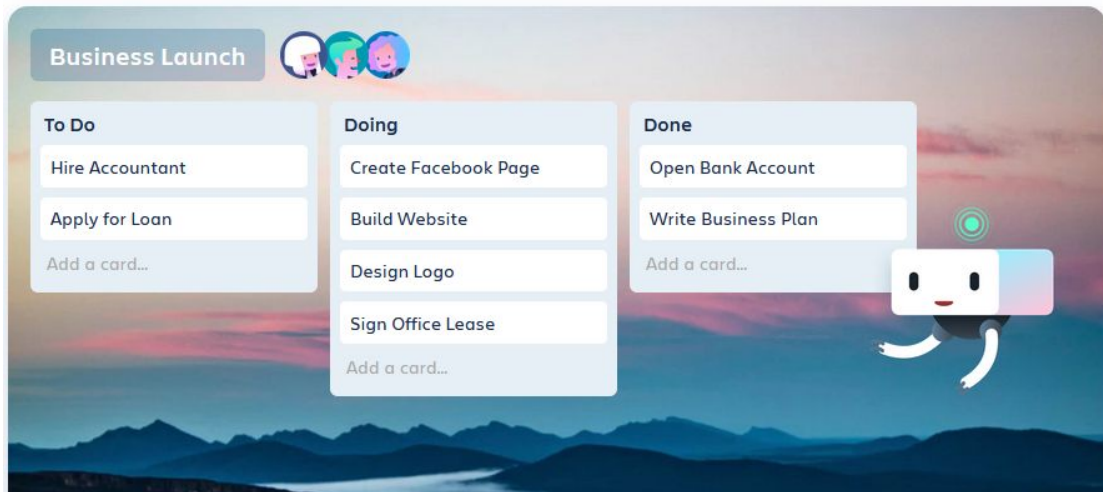 Business Launch
To Do
Hire Accountant
Apply for Loan
Add a card...
Doing
Create Facebook Page
Build Website
Design Logo
Sign Office Lease
Add a card...
Done
Open Bank Account
Write Business Plan
Add a card...